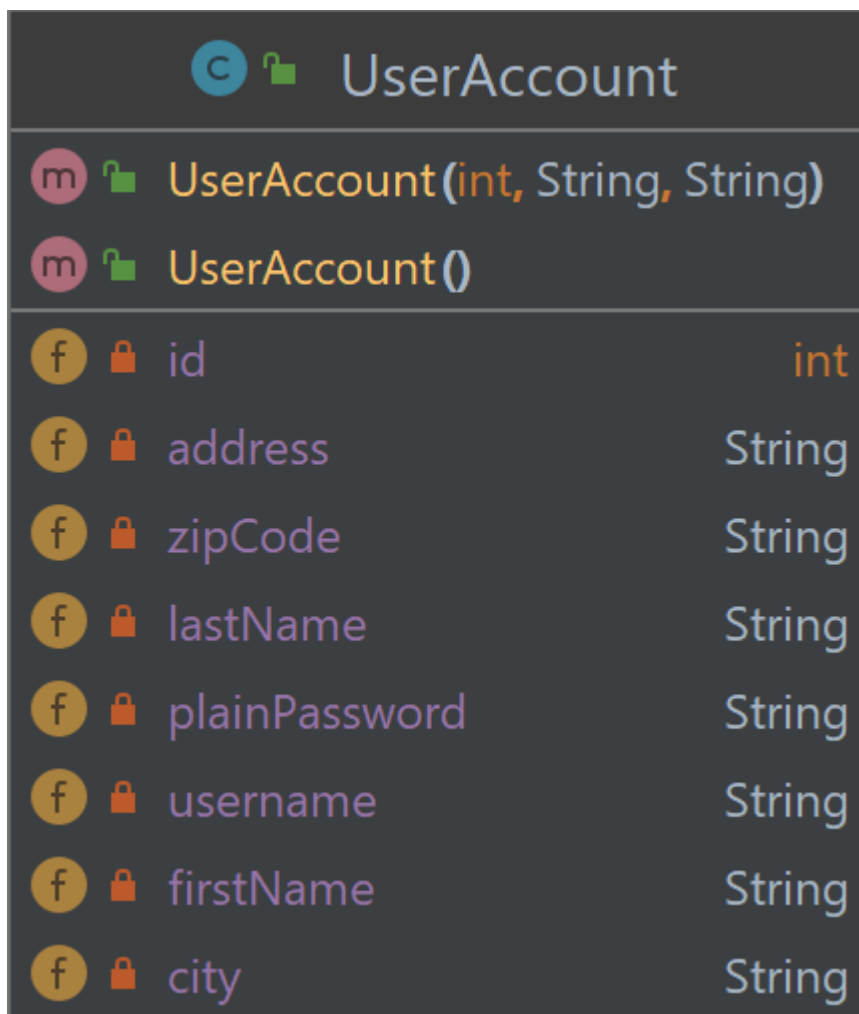 C UserAccount
m UserAccount(int, String, String)
m UserAccount()
f id int
f address String
f zipCode String
f lastName String
f plainPassword String
f username String
f firstName String
f city String